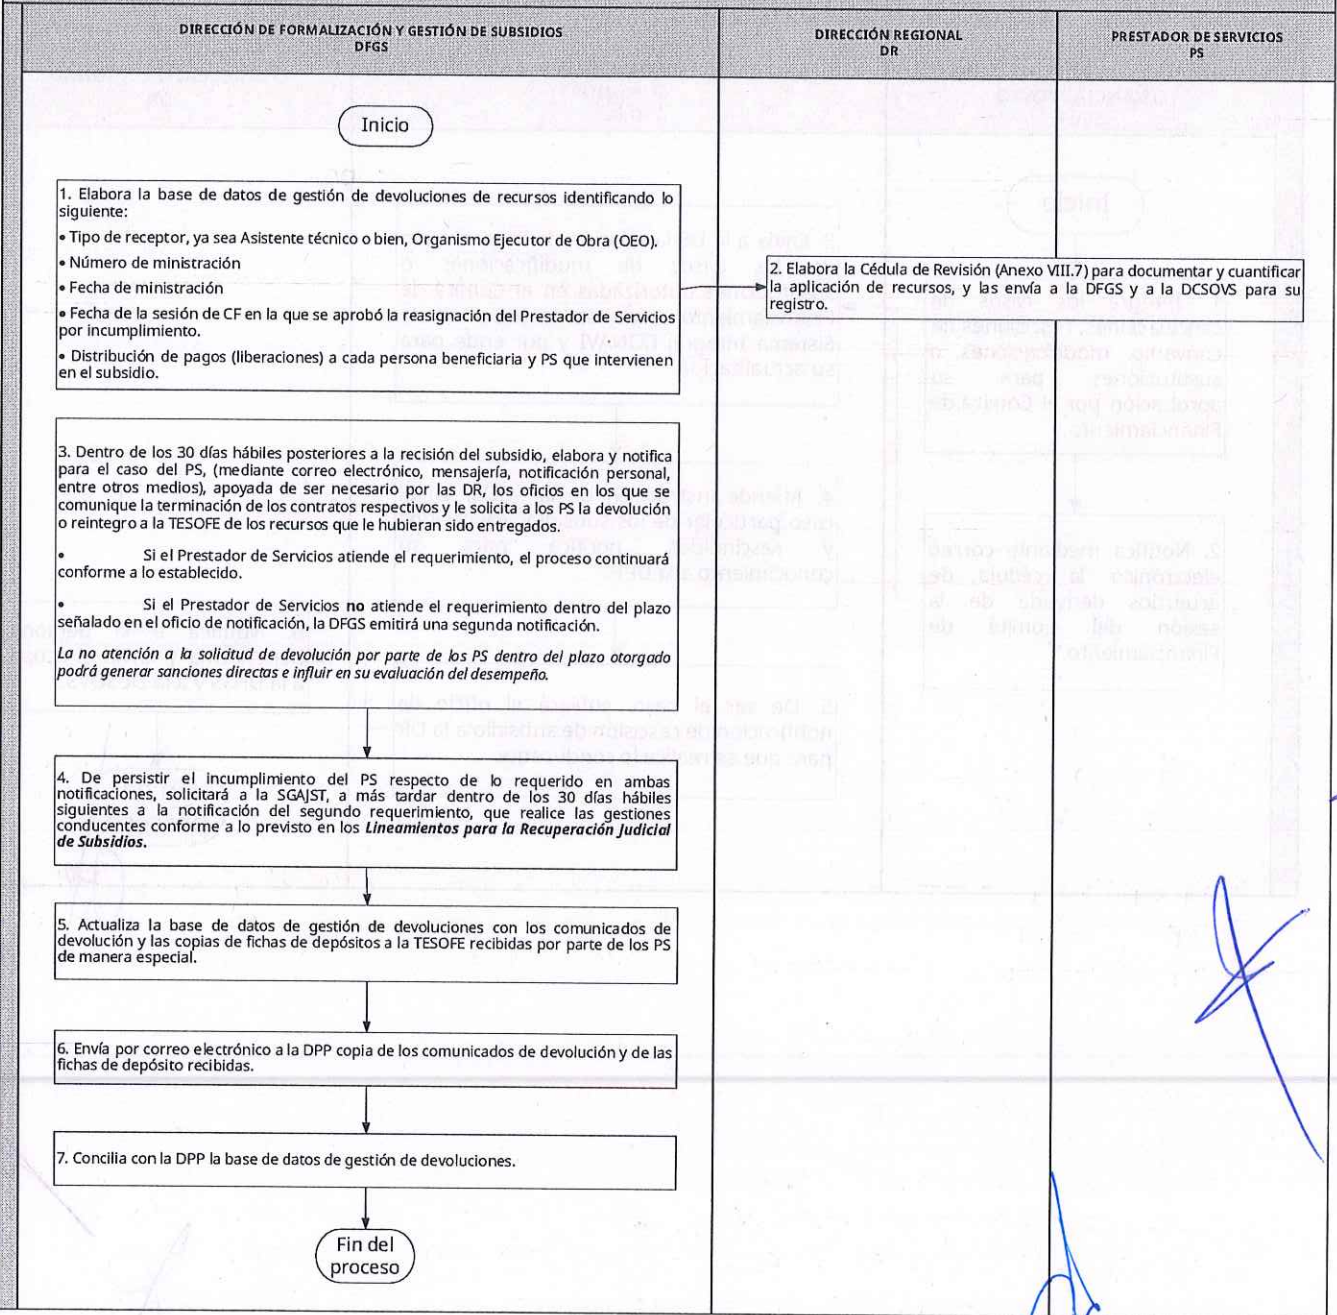 DIRECCIÓN DE FORMALIZACIÓN Y GESTIÓN DE SUBSIDIOS
DFGS
DIRECCIÓN REGIONAL
DR
PRESTADOR DE SERVICIOS
PS
Inicio
1. Elabora la base de datos de gestión de devoluciones de recursos identificando lo
siguiente:
• Tipo de receptor, ya sea Asistente técnico o bien, Organismo Ejecutor de Obra (OEO).
• Número de ministración
• Fecha de ministración
• Fecha de la sesión de CF en la que se aprobó la reasignación del Prestador de Servicios
por incumplimiento.
• Distribución de pagos (liberaciones) a cada persona beneficiaria y PS que intervienen
en el subsidio.
2. Elabora la Cédula de Revisión (Anexo VIII.7) para documentar y cuantificar
la aplicación de recursos, y las envía a la DFGS y a la DCSOVS para su
registro.
3. Dentro de los 30 días hábiles posteriores a la recisión del subsidio, elabora y notifica
para el caso del PS, (mediante correo electrónico, mensajería, notificación personal,
entre otros medios), apoyada de ser necesario por las DR, los oficios en los que se
comunique la terminación de los contratos respectivos y le solicita a los PS la devolución
o reintegro a la TESOFE de los recursos que le hubieran sido entregados.
• Si el Prestador de Servicios atiende el requerimiento, el proceso continuará
conforme a lo establecido.
• Si el Prestador de Servicios no atiende el requerimiento dentro del plazo
señalado en el oficio de notificación, la DFGS emitirá una segunda notificación.
La no atención a la solicitud de devolución por parte de los PS dentro del plazo otorgado
podrá generar sanciones directas e influir en su evaluación del desempeño.
4. De persistir el incumplimiento del PS respecto de lo requerido en ambas
notificaciones, solicitará a la SGAJST, a más tardar dentro de los 30 días hábiles
siguientes a la notificación del segundo requerimiento, que realice las gestiones
conducentes conforme a lo previsto en los Lineamientos para la Recuperación Judicial
de Subsidios.
5. Actualiza la base de datos de gestión de devoluciones con los comunicados de
devolución y las copias de fichas de depósitos a la TESOFE recibidas por parte de los PS
de manera especial.
6. Envía por correo electrónico a la DPP copia de los comunicados de devolución y de las
fichas de depósito recibidas.
7. Concilia con la DPP la base de datos de gestión de devoluciones.
Fin del
proceso